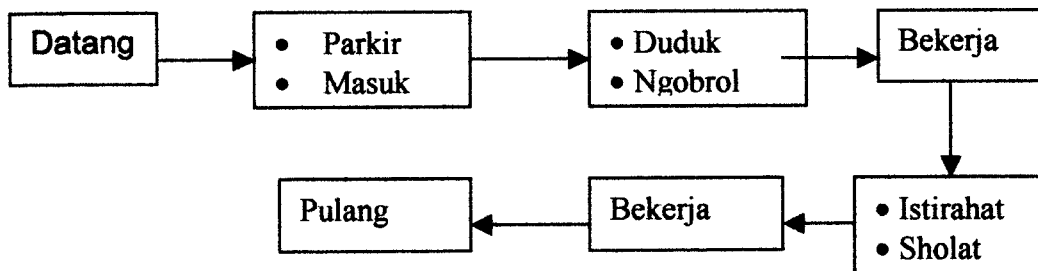 Datang
• Parkir
• Masuk
• Duduk
• Ngobrol
Bekerja
• Istirahat
• Sholat
Bekerja
Pulang